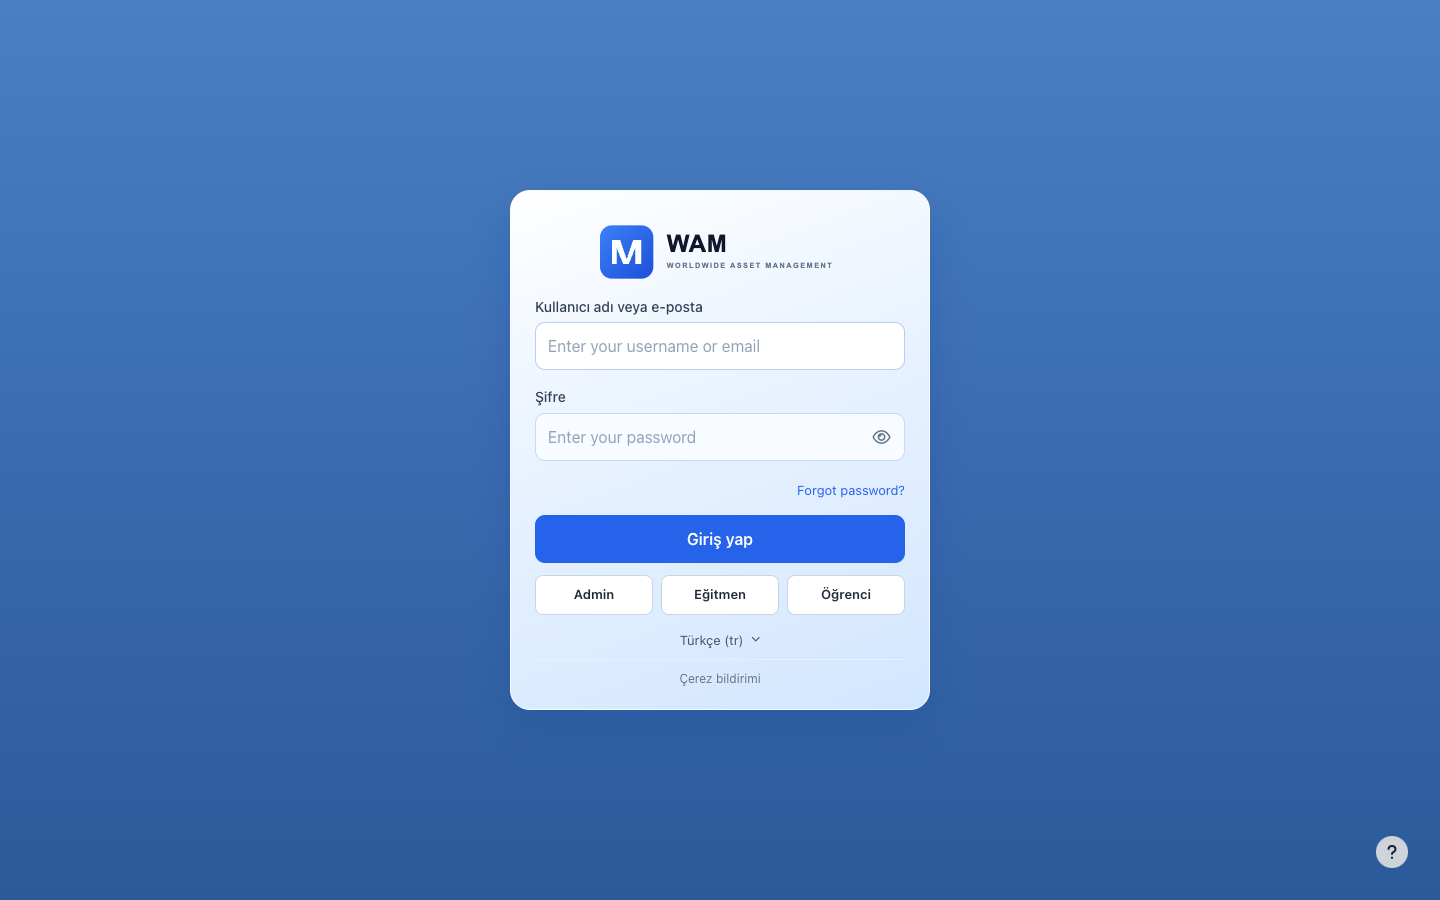 M
WAM
WORLDWIDE ASSET MANAGEMENT
Kullanıcı adı veya e-posta
Enter your username or email
Şifre
Enter your password
Forgot password?
Giriş yap
Admin
Eğitmen
Öğrenci
Türkçe (tr)
Çerez bildirimi
?